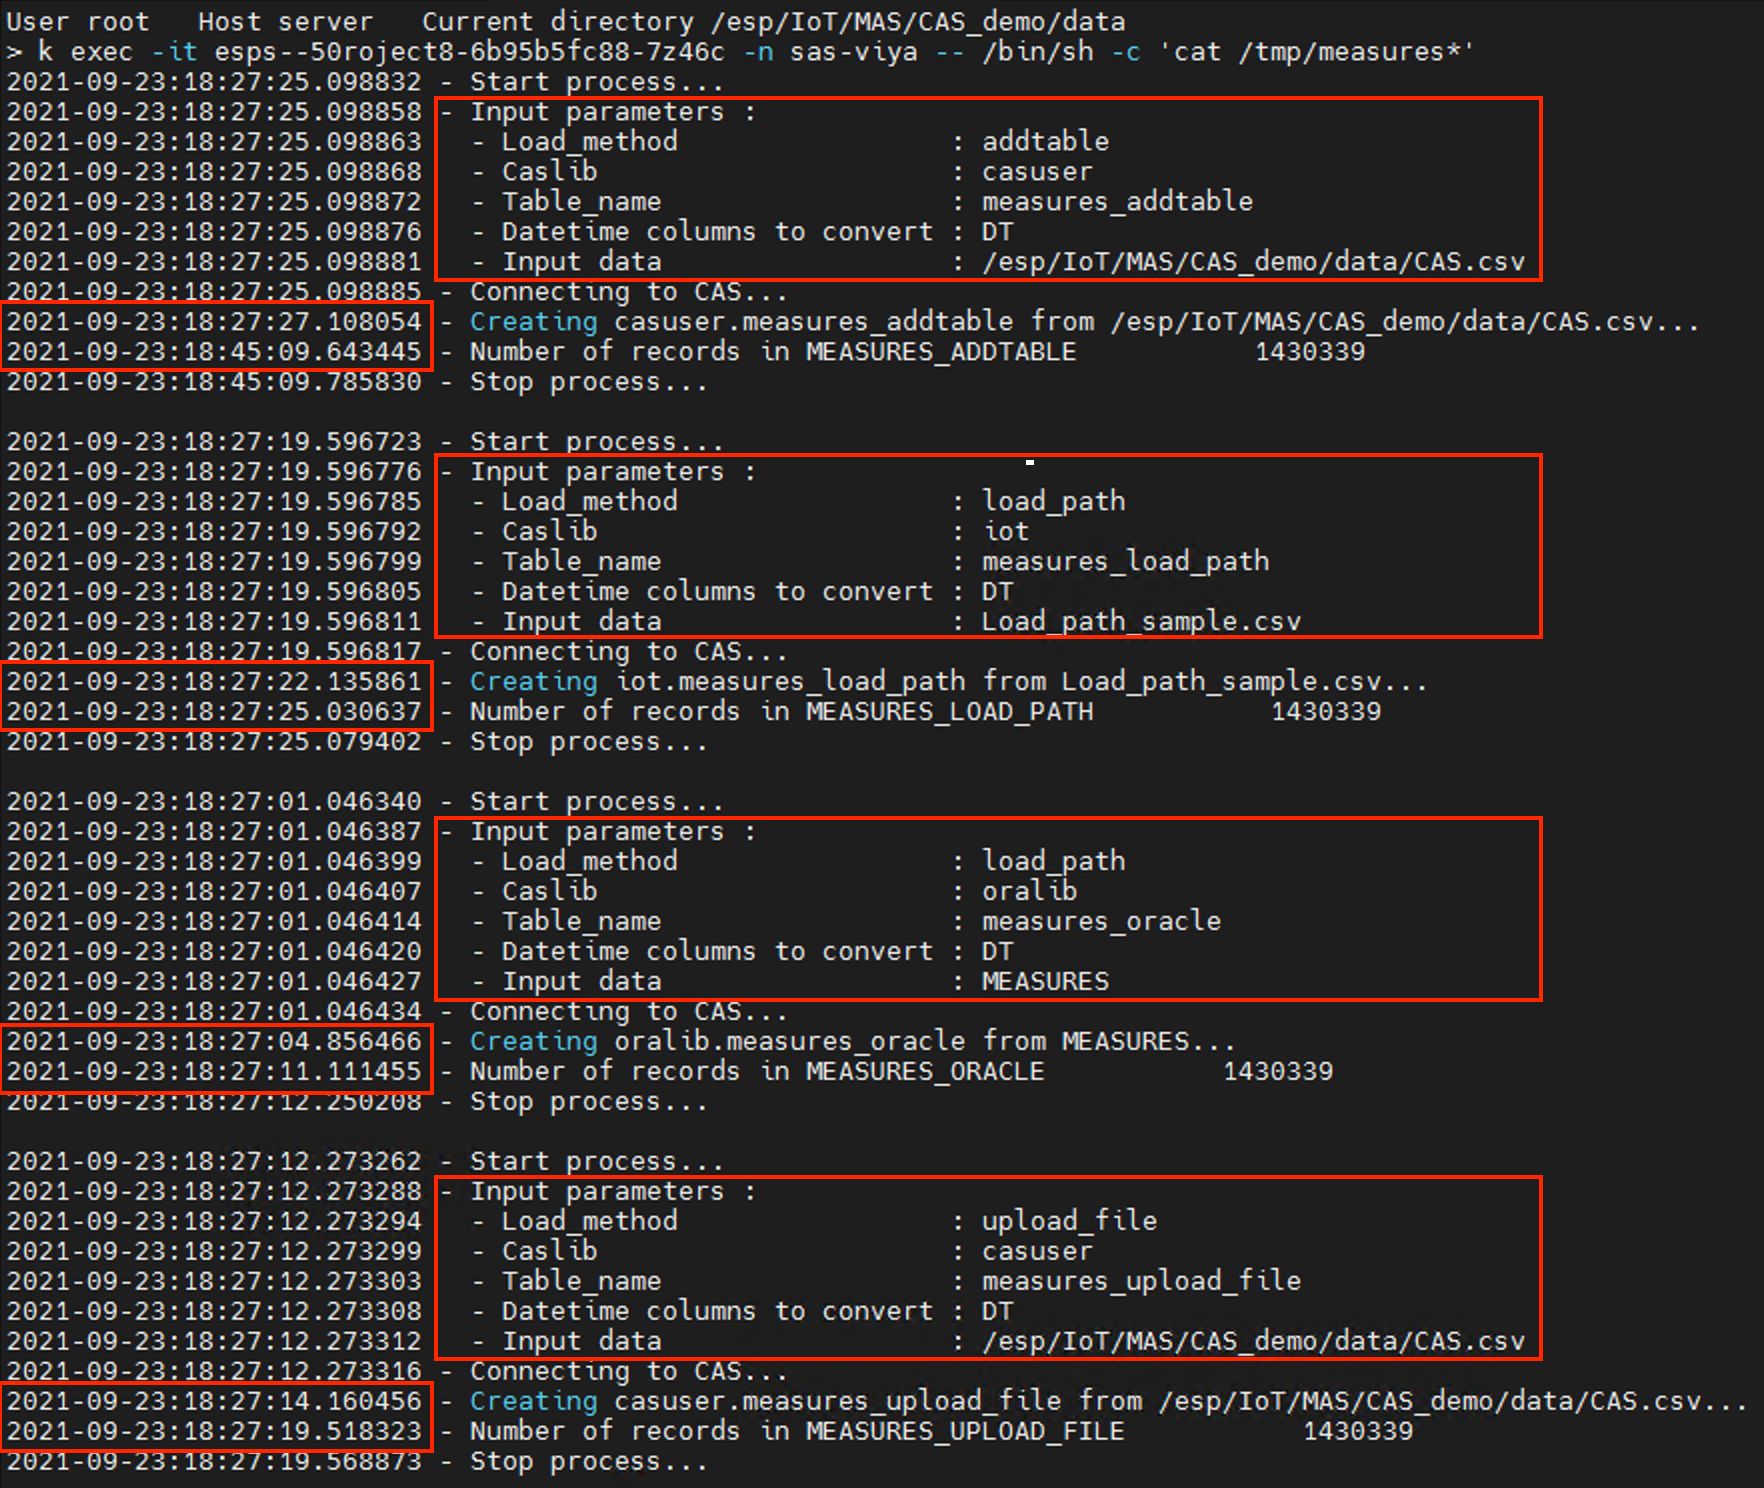 User root   Host server   Current directory /esp/IoT/MAS/CAS_demo/data
> k exec -it esps--50roject8-6b95b5fc88-7z46c -n sas-viya -- /bin/sh -c 'cat /tmp/measures*'
2021-09-23:18:27:25.098832 - Start process...
2021-09-23:18:27:25.098858 - Input parameters :
2021-09-23:18:27:25.098863   - Load_method                 : addtable
2021-09-23:18:27:25.098868   - Caslib                      : casuser
2021-09-23:18:27:25.098872   - Table_name                  : measures_addtable
2021-09-23:18:27:25.098876   - Datetime columns to convert : DT
2021-09-23:18:27:25.098881   - Input data                  : /esp/IoT/MAS/CAS_demo/data/CAS.csv
2021-09-23:18:27:25.098885 - Connecting to CAS...
2021-09-23:18:27:27.108054 - Creating casuser.measures_addtable from /esp/IoT/MAS/CAS_demo/data/CAS.csv...
2021-09-23:18:45:09.643445 - Number of records in MEASURES_ADDTABLE           1430339
2021-09-23:18:45:09.785830 - Stop process...
2021-09-23:18:27:19.596723 - Start process...
2021-09-23:18:27:19.596776 - Input parameters :
2021-09-23:18:27:19.596785   - Load_method                 : load_path
2021-09-23:18:27:19.596792   - Caslib                      : iot
2021-09-23:18:27:19.596799   - Table_name                  : measures_load_path
2021-09-23:18:27:19.596805   - Datetime columns to convert : DT
2021-09-23:18:27:19.596811   - Input data                  : Load_path_sample.csv
2021-09-23:18:27:19.596817 - Connecting to CAS...
2021-09-23:18:27:22.135861 - Creating iot.measures_load_path from Load_path_sample.csv...
2021-09-23:18:27:25.030637 - Number of records in MEASURES_LOAD_PATH           1430339
2021-09-23:18:27:25.079402 - Stop process...
2021-09-23:18:27:01.046340 - Start process...
2021-09-23:18:27:01.046387 - Input parameters :
2021-09-23:18:27:01.046399   - Load_method                 : load_path
2021-09-23:18:27:01.046407   - Caslib                      : oralib
2021-09-23:18:27:01.046414   - Table_name                  : measures_oracle
2021-09-23:18:27:01.046420   - Datetime columns to convert : DT
2021-09-23:18:27:01.046427   - Input data                  : MEASURES
2021-09-23:18:27:01.046434 - Connecting to CAS...
2021-09-23:18:27:04.856466 - Creating oralib.measures_oracle from MEASURES...
2021-09-23:18:27:11.111455 - Number of records in MEASURES_ORACLE           1430339
2021-09-23:18:27:12.250208 - Stop process...
2021-09-23:18:27:12.273262 - Start process...
2021-09-23:18:27:12.273288 - Input parameters :
2021-09-23:18:27:12.273294   - Load_method                 : upload_file
2021-09-23:18:27:12.273299   - Caslib                      : casuser
2021-09-23:18:27:12.273303   - Table_name                  : measures_upload_file
2021-09-23:18:27:12.273308   - Datetime columns to convert : DT
2021-09-23:18:27:12.273312   - Input data                  : /esp/IoT/MAS/CAS_demo/data/CAS.csv
2021-09-23:18:27:12.273316 - Connecting to CAS...
2021-09-23:18:27:14.160456 - Creating casuser.measures_upload_file from /esp/IoT/MAS/CAS_demo/data/CAS.csv...
2021-09-23:18:27:19.518323 - Number of records in MEASURES_UPLOAD_FILE           1430339
2021-09-23:18:27:19.568873 - Stop process...